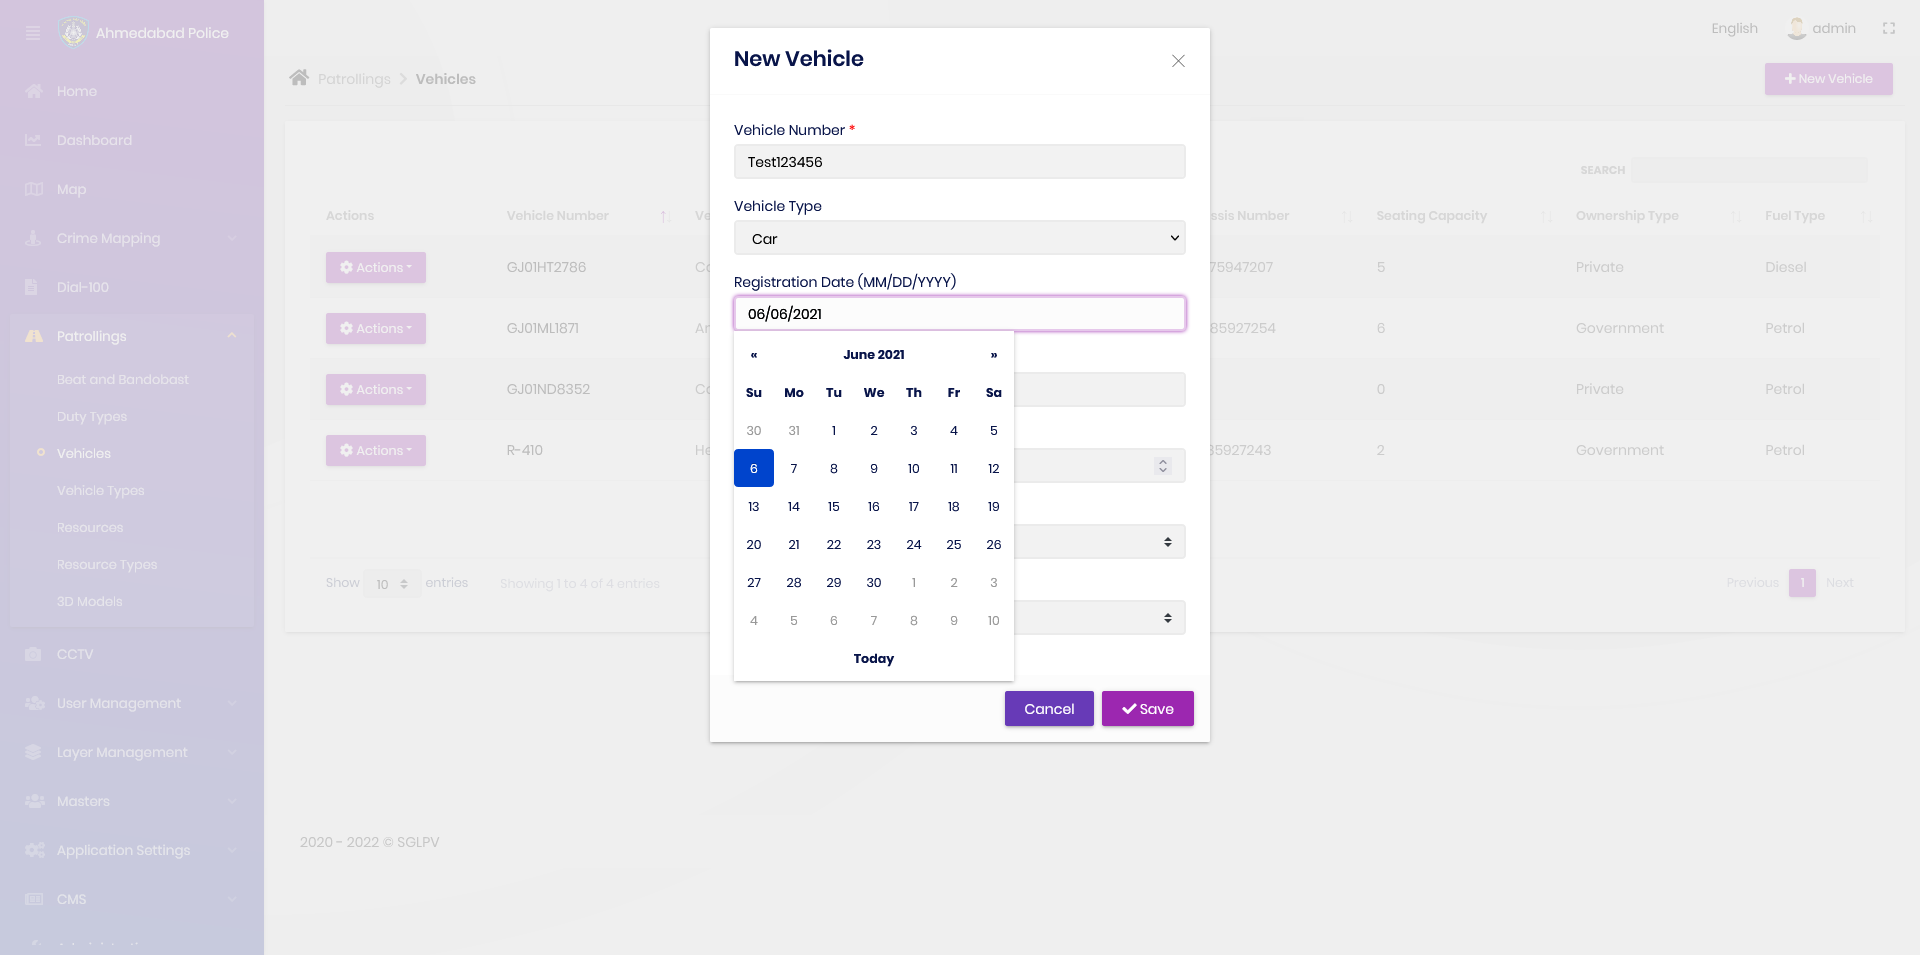 Ahmedabad Police
Home
Dashboard
Map
Crime Mapping
Dial-100
Patrollings
Beat and Bandobast
Duty Types
Vehicles
Vehicle Types
Resources
Resource Types
3D Models
CCTV
User Management
Layer Management
Masters
Application Settings
CMS
English
admin
Patrollings
Vehicles
+ New Vehicle
SEARCH
Actions Vehicle Number Seating Capacity Ownership Type Fuel Type
Actions GJ01HT2786 75947207 5 Private Diesel
Actions GJ01ML1871 85927254 6 Government Petrol
Actions GJ01ND8352 0 Private Petrol
Actions R-410 35927243 2 Government Petrol
Show 10 entries Showing 1 to 4 of 4 entries Previous 1 Next
2020 - 2022 © SGLPV
New Vehicle
Vehicle Number *
Test123456
Vehicle Type
Car
Registration Date (MM/DD/YYYY)
06/06/2021
« June 2021 »
Su Mo Tu We Th Fr Sa
30 31 1 2 3 4 5
6 7 8 9 10 11 12
13 14 15 16 17 18 19
20 21 22 23 24 25 26
27 28 29 30 1 2 3
4 5 6 7 8 9 10
Today
Cancel
Save